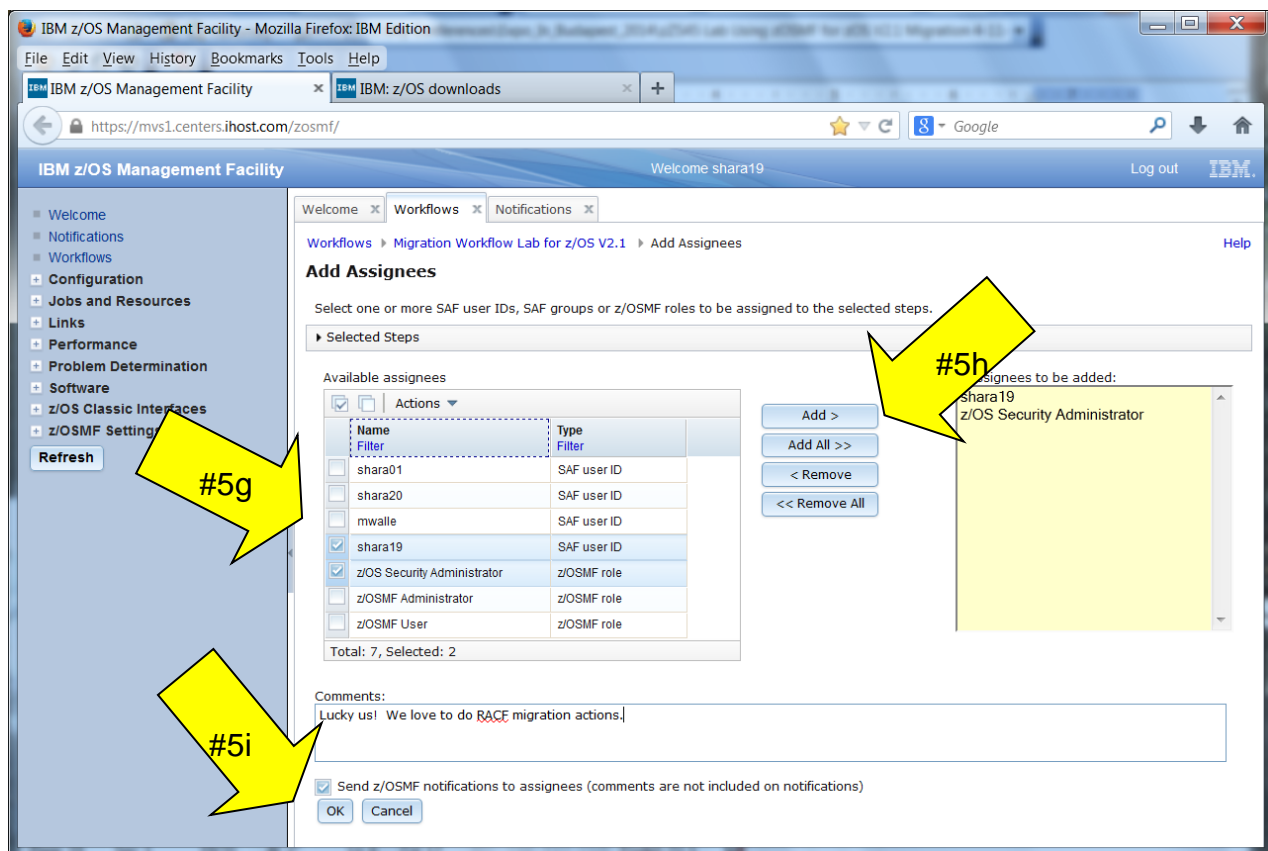 IBM z/OS Management Facility - Mozilla Firefox: IBM Edition
File Edit View History Bookmarks Tools Help
IBM IBM z/OS Management Facility × IBM IBM: z/OS downloads × +
https://mvs1.centers.ihost.com/zosmf/ 8 Google
IBM z/OS Management Facility Welcome shara19 Log out IBM.
Welcome
Notifications
Workflows
Configuration
Jobs and Resources
Links
Performance
Problem Determination
Software
z/OS Classic Interfaces
z/OSMF Settings
Refresh
Welcome x Workflows x Notifications x
Workflows Migration Workflow Lab for z/OS V2.1 Add Assignees Help
Add Assignees
Select one or more SAF user IDs, SAF groups or z/OSMF roles to be assigned to the selected steps.
Selected Steps
Available assignees
Actions
Name Type
Filter Filter
shara01 SAF user ID
shara20 SAF user ID
mwalle SAF user ID
shara19 SAF user ID
z/OS Security Administrator z/OSMF role
z/OSMF Administrator z/OSMF role
z/OSMF User z/OSMF role
Total: 7, Selected: 2
Add >
Add All >>
< Remove
<< Remove All
to be added:
shara19
z/OS Security Administrator
Comments:
Lucky us! We love to do RACF migration actions.
Send z/OSMF notifications to assignees (comments are not included on notifications)
OK Cancel
#5g
#5h
#5i